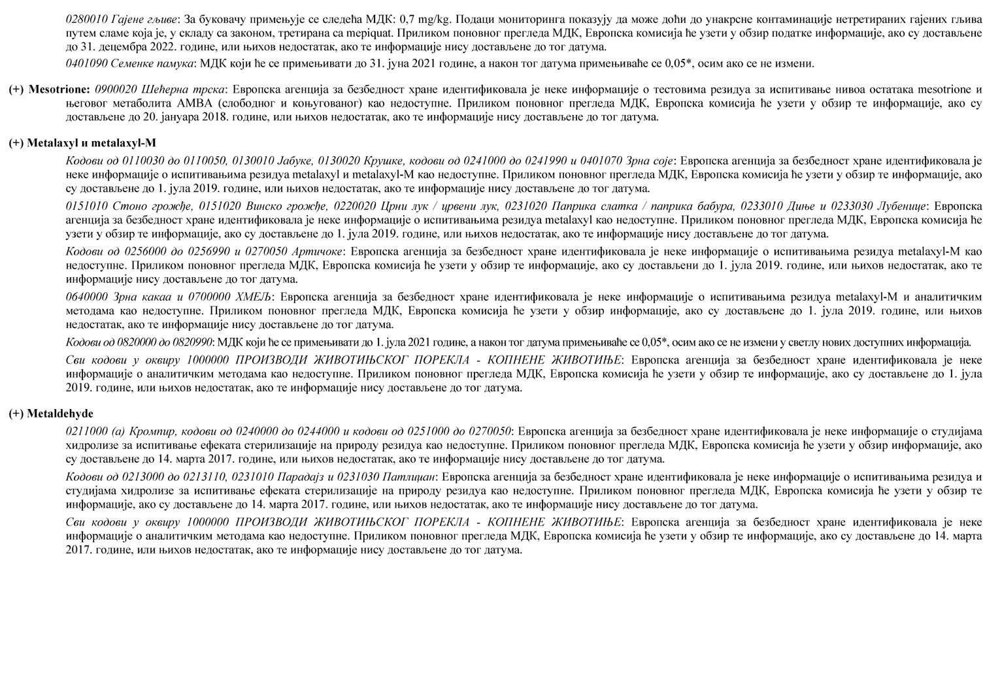 0280010 Гајене гљиве: За буковачу примењује се следећа МДК: 0,7 mg/kg. Подаци мониторинга показују да може доћи до унакрсне контаминације нетретираних гајених гљива
путем сламе која је, у складу са законом, третирана са mepiquat. Приликом поновног прегледа МДК, Европска комисија ће узети у обзир податке информације, ако су достављене
до 31. децембра 2022. године, или њихов недостатак, ако те информације нису достављене до тог датума.
0401090 Семенке памука: МДК који ће се примењивати до 31. јуна 2021 године, а након тог датума примењиваће се 0,05*, осим ако се не измени.
(+) Mesotrione: 0900020 Шећерна трска: Европска агенција за безбедност хране идентификовала је неке информације о тестовима резидуа за испитивање нивоа остатака mesotrione и
његовог метаболита AMBA (слободног и коњугованог) као недоступне. Приликом поновног прегледа МДК, Европска комисија ће узети у обзир те информације, ако су
достављене до 20. јануара 2018. године, или њихов недостатак, ако те информације нису достављене до тог датума.
(+) Metalaxyl и metalaxyl-M
Кодови од 0110030 до 0110050, 0130010 Јабуке, 0130020 Крушке, кодови од 0241000 до 0241990 и 0401070 Зрна соје: Европска агенција за безбедност хране идентификовала је
неке информације о испитивањима резидуа metalaxyl и metalaxyl-M као недоступне. Приликом поновног прегледа МДК, Европска комисија ће узети у обзир те информације, ако
су достављене до 1. јула 2019. године, или њихов недостатак, ако те информације нису достављене до тог датума.
0151010 Стоно грожђе, 0151020 Винско грожђе, 0220020 Црни лук / црвени лук, 0231020 Паприка слатка / паприка бабура, 0233010 Диње и 0233030 Лубенице: Европска
агенција за безбедност хране идентификовала је неке информације о испитивањима резидуа metalaxyl као недоступне. Приликом поновног прегледа МДК, Европска комисија ће
узети у обзир те информације, ако су достављене до 1. јула 2019. године, или њихов недостатак, ако те информације нису достављене до тог датума.
Кодови од 0256000 до 0256990 и 0270050 Артичоке: Европска агенција за безбедност хране идентификовала је неке информације о испитивањима резидуа metalaxyl-M као
недоступне. Приликом поновног прегледа МДК, Европска комисија ће узети у обзир те информације, ако су достављени до 1. јула 2019. године, или њихов недостатак, ако те
информације нису достављене до тог датума.
0640000 Зрна какаа и 0700000 ХМЕЉ: Европска агенција за безбедност хране идентификовала је неке информације о испитивањима резидуа metalaxyl-M и аналитичким
методама као недоступне. Приликом поновног прегледа МДК, Европска комисија ће узети у обзир те информације, ако су достављене до 1. јула 2019. године, или њихов
недостатак, ако те информације нису достављене до тог датума.
Кодови од 0820000 до 0820990: МДК који ће се примењивати до 1. јула 2021 године, а након тог датума примењиваће се 0,05*, осим ако се не измени у светлу нових доступних информација.
Сви кодови у оквиру 1000000 ПРОИЗВОДИ ЖИВОТИЊСКОГ ПОРЕКЛА - КОПНЕНЕ ЖИВОТИЊЕ: Европска агенција за безбедност хране идентификовала је неке
информације о аналитичким методама као недоступне. Приликом поновног прегледа МДК, Европска комисија ће узети у обзир те информације, ако су достављене до 1. јула
2019. године, или њихов недостатак, ако те информације нису достављене до тог датума.
(+) Metaldehyde
0211000 (а) Кромпир, кодови од 0240000 до 0244000 и кодови од 0251000 до 0270050: Европска агенција за безбедност хране идентификовала је неке информације о студијама
хидролизе за испитивање ефеката стерилизације на природу резидуа као недоступне. Приликом поновног прегледа МДК, Европска комисија ће узети у обзир информације, ако
су достављене до 14. марта 2017. године, или њихов недостатак, ако те информације нису достављене до тог датума.
Кодови од 0213000 до 0213110, 0231010 Парадајз и 0231030 Патлиџан: Европска агенција за безбедност хране идентификовала је неке информације о испитивањима резидуа и
студијама хидролизе за испитивање ефеката стерилизације на природу резидуа као недоступне. Приликом поновног прегледа МДК, Европска комисија ће узети у обзир те
информације, ако су достављене до 14. марта 2017. године, или њихов недостатак, ако те информације нису достављене до тог датума.
Сви кодови у оквиру 1000000 ПРОИЗВОДИ ЖИВОТИЊСКОГ ПОРЕКЛА - КОПНЕНЕ ЖИВОТИЊЕ: Европска агенција за безбедност хране идентификовала је неке
информације о аналитичким методама као недоступне. Приликом поновног прегледа МДК, Европска комисија ће узети у обзир те информације, ако су достављене до 14. марта
2017. године, или њихов недостатак, ако те информације нису достављене до тог датума.